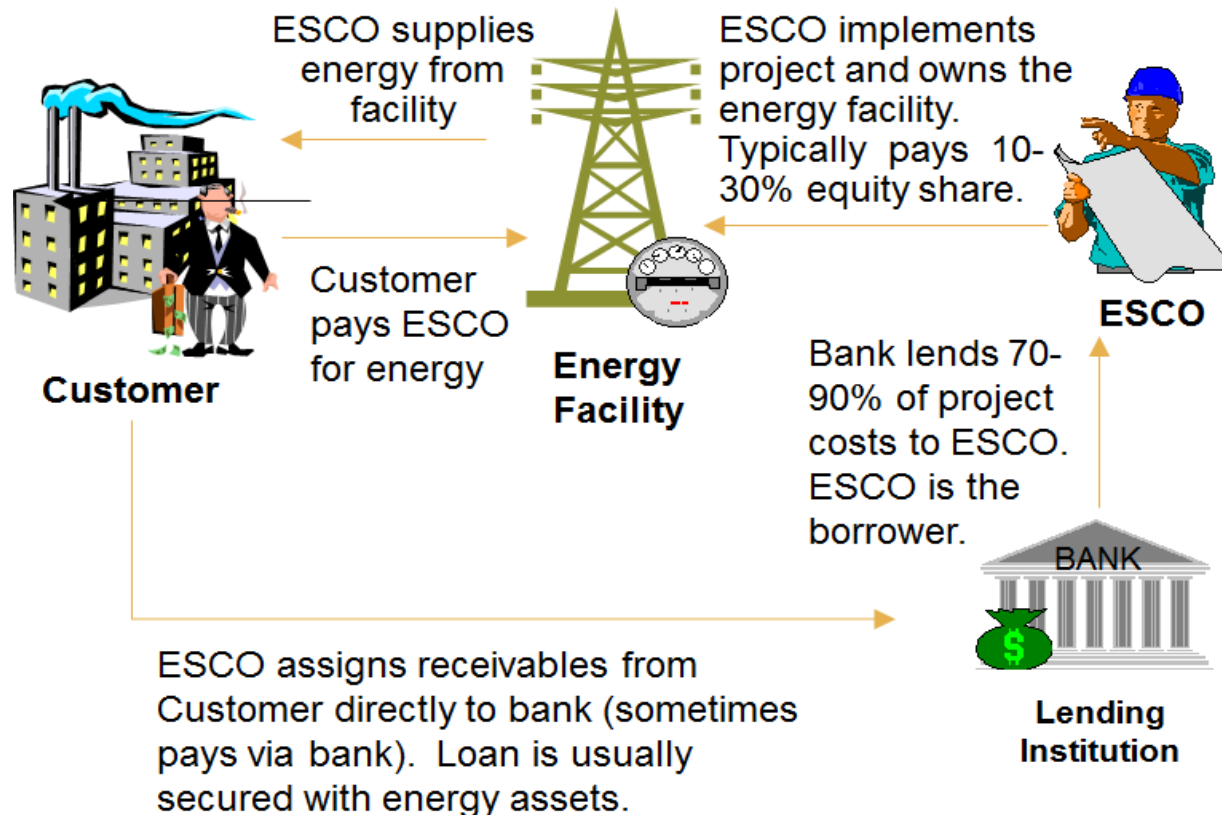 ESCO supplies
energy from
facility
ESCO implements
project and owns the
energy facility.
Typically pays 10-
30% equity share.
Customer
pays ESCO
for energy
Customer
Energy
Facility
ESCO
Bank lends 70-
90% of project
costs to ESCO.
ESCO is the
borrower.
BANK
$
Lending
Institution
ESCO assigns receivables from
Customer directly to bank (sometimes
pays via bank). Loan is usually
secured with energy assets.